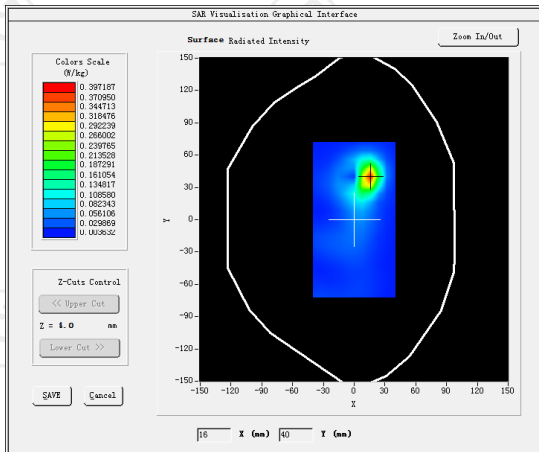 SAR Visualisation Graphical Interface
Surface Radiated Intensity
Zoom In/Out
Colors Scale
(W/kg)
0.397187
0.370950
0.344713
0.318476
0.292239
0.266002
0.239765
0.213528
0.187291
0.161054
0.134817
0.108580
0.082343
0.056106
0.029869
0.003632
150
120
90
60
30
0
-30
-60
-90
-120
-150
Y
-150 -120 -90 -60 -30 0 30 60 90 120 150
X
Z-Cuts Control
<< Upper Cut
Z = 4.0 mm
Lower Cut >>
SAVE Cancel
16 X (mm) 40 Y (mm)